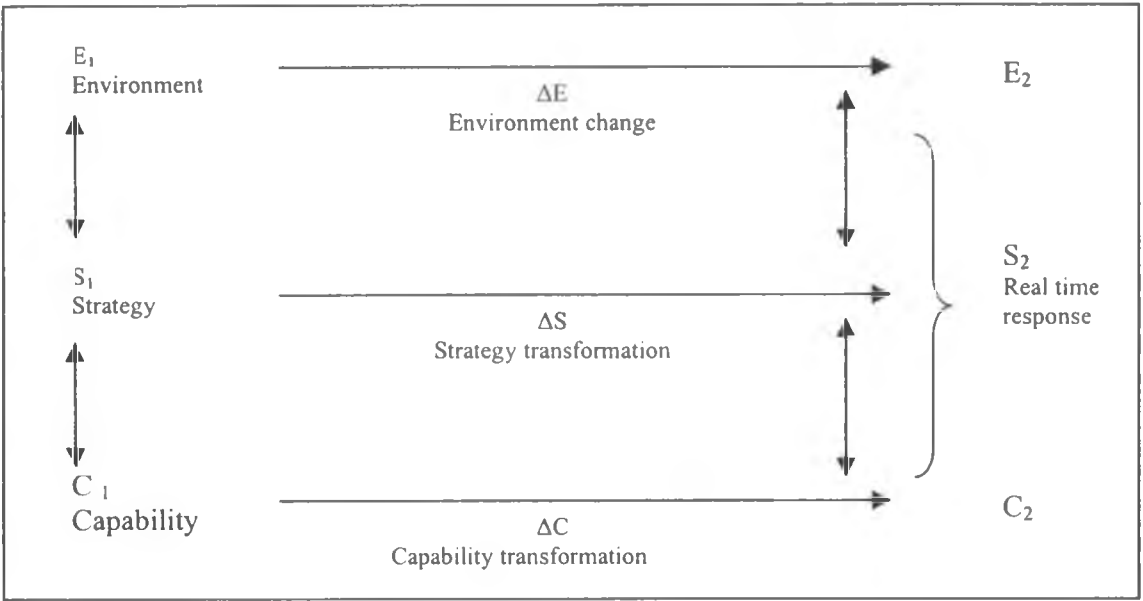 E₁
Environment
ΔE
Environment change
E₂
S₁
Strategy
ΔS
Strategy transformation
S₂
Real time
response
C₁
Capability
ΔC
Capability transformation
C₂